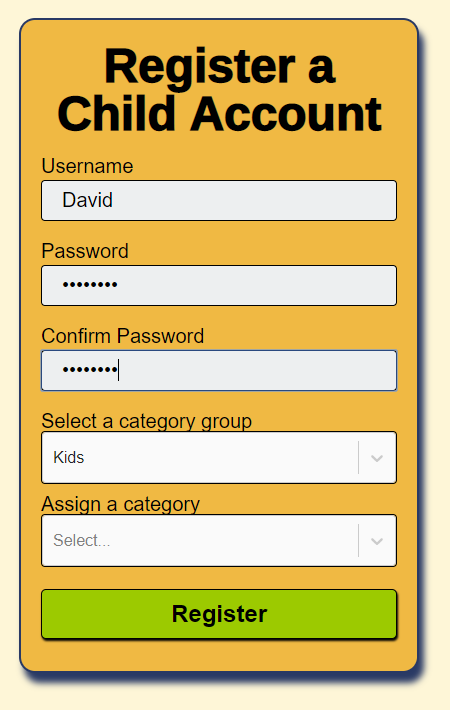 Register a
Child Account
Username
David
Password
••••••••
Confirm Password
••••••••
Select a category group
Kids
Assign a category
Select...
Register